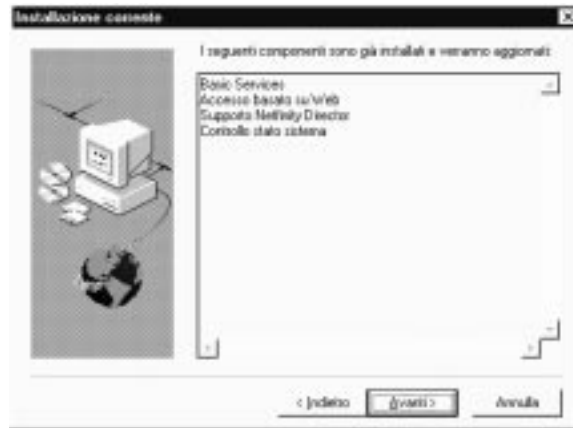 Installazione corrente
I seguenti componenti sono già installati e verranno aggiornati:
Basic Services
Accesso basato su Web
Supporto Netfinity Director
Controllo stato sistema
< Indietro
Avanti >
Annulla